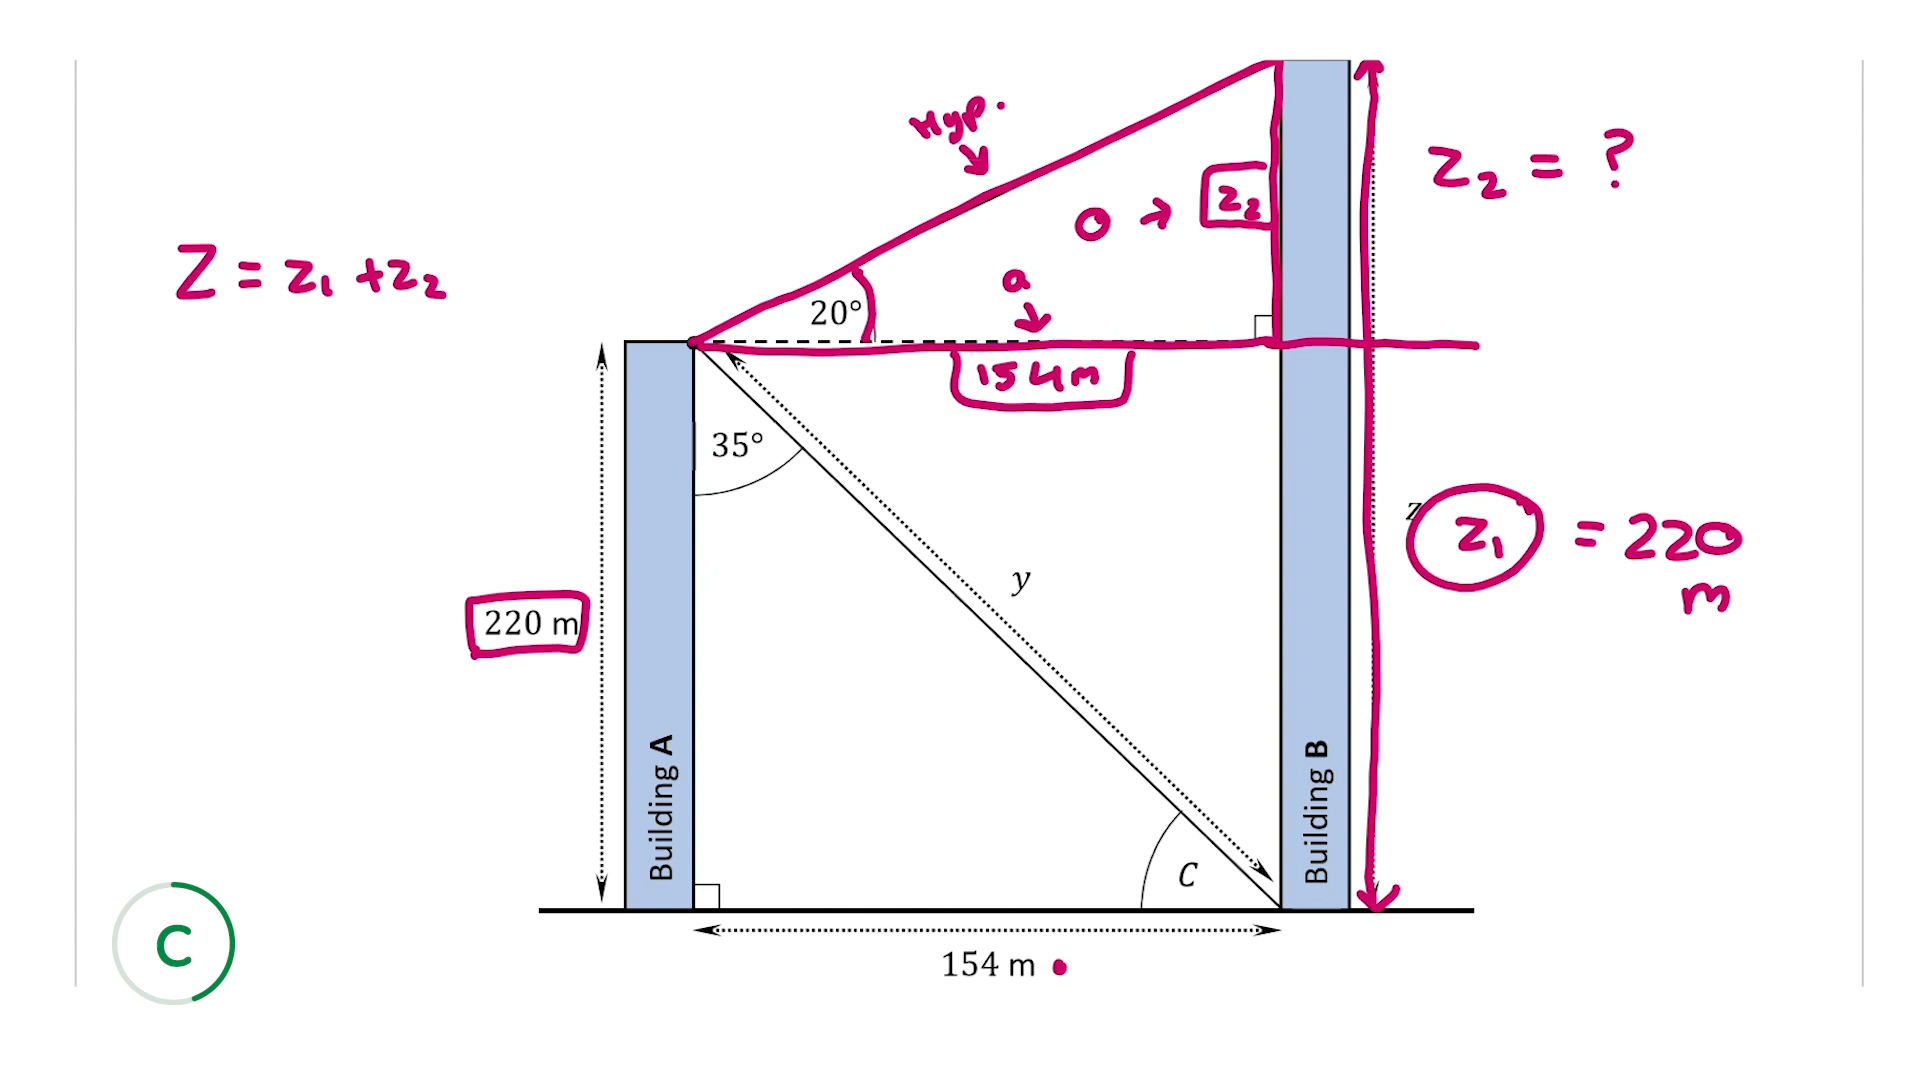 Hyp.
z₂ = ?
O → z₂
Z = z₁ + z₂
a
20°
154m
35°
z
z₁ = 220
m
y
220 m
Building A
Building B
C
C
154 m